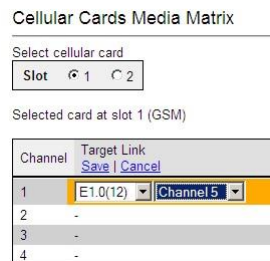 Cellular Cards Media Matrix
Select cellular card
Slot 1 2
Selected card at slot 1 (GSM)
Channel Target Link
Save | Cancel
1 E1.0(12) Channel 5
2 -
3 -
4 -